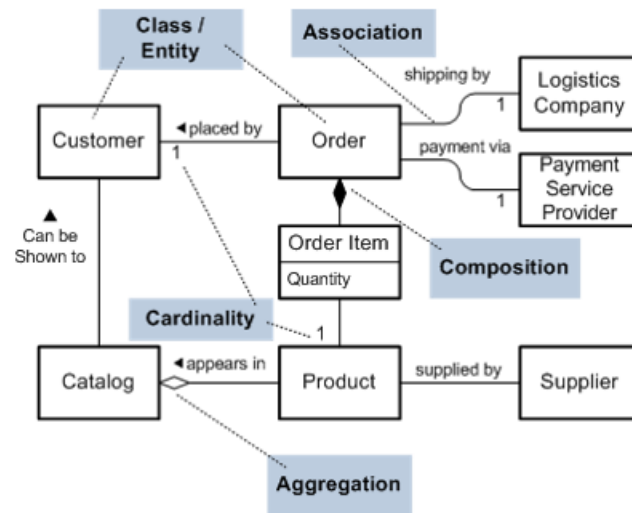 Class /
Entity
Association
shipping by
Logistics
Company
1
Customer
◄placed by
1
Order
payment via
Payment
Service
Provider
1
▲
Can be
Shown to
Order Item
Quantity
Composition
Cardinality
1
Catalog
◄appears in
Product
supplied by
Supplier
Aggregation